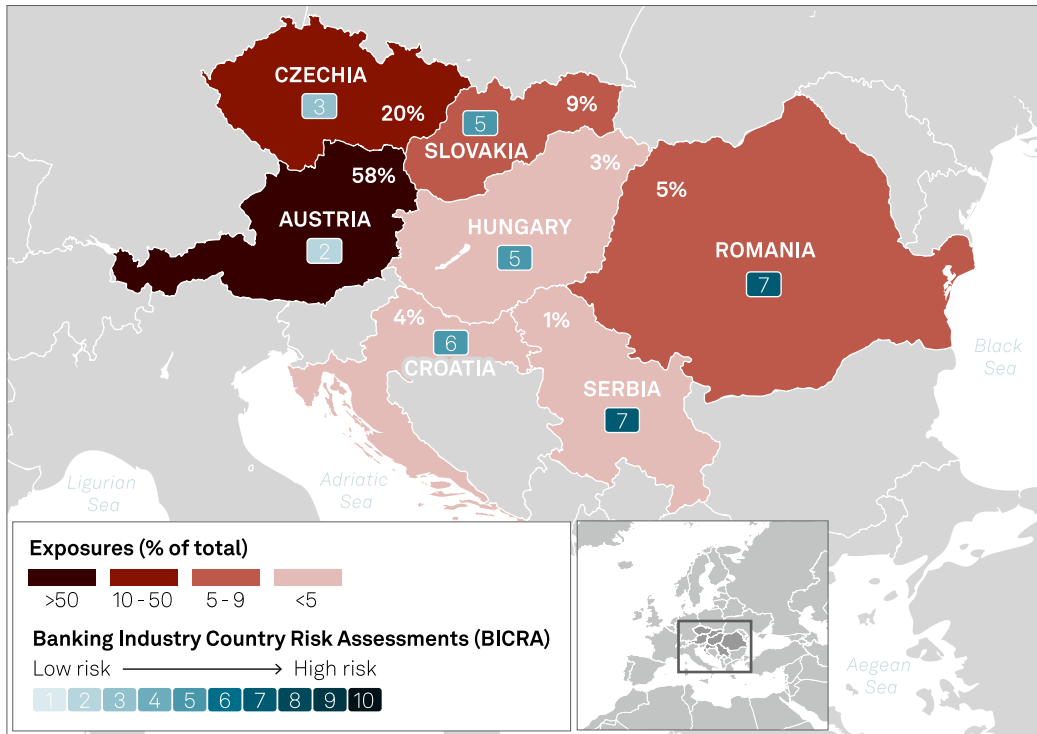 CZECHIA
3
20%
9%
5
SLOVAKIA
3%
58%
5%
AUSTRIA
2
HUNGARY
5
ROMANIA
7
4%
1%
6
CROATIA
SERBIA
7
Black
Sea
Ligurian
Sea
Adriatic
Sea
Aegean
Sea
Exposures (% of total)
>50 10 - 50 5 - 9 <5
Banking Industry Country Risk Assessments (BICRA)
Low risk High risk
1 2 3 4 5 6 7 8 9 10